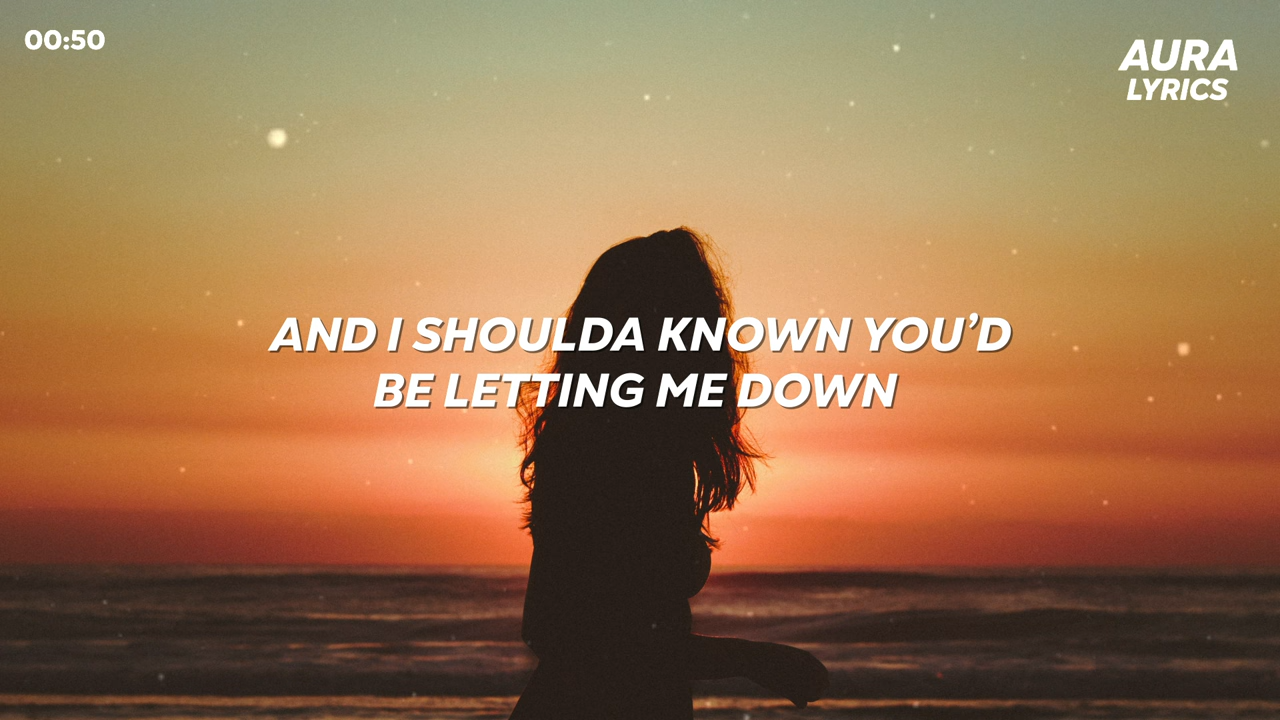 00:50
AURA
LYRICS
AND I SHOULDA KNOWN YOU’D
BE LETTING ME DOWN